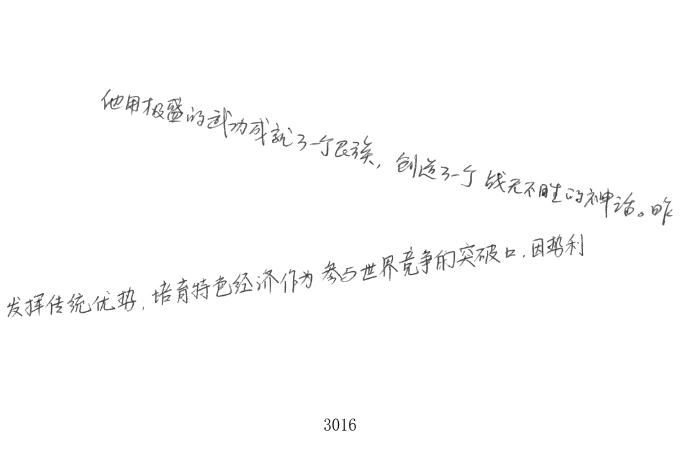 他用极盛的武功成就了一个民族，创造了一个战无不胜的神话。昨
发挥传统优势，培育特色经济作为参与世界竞争的突破口，因势利
3016